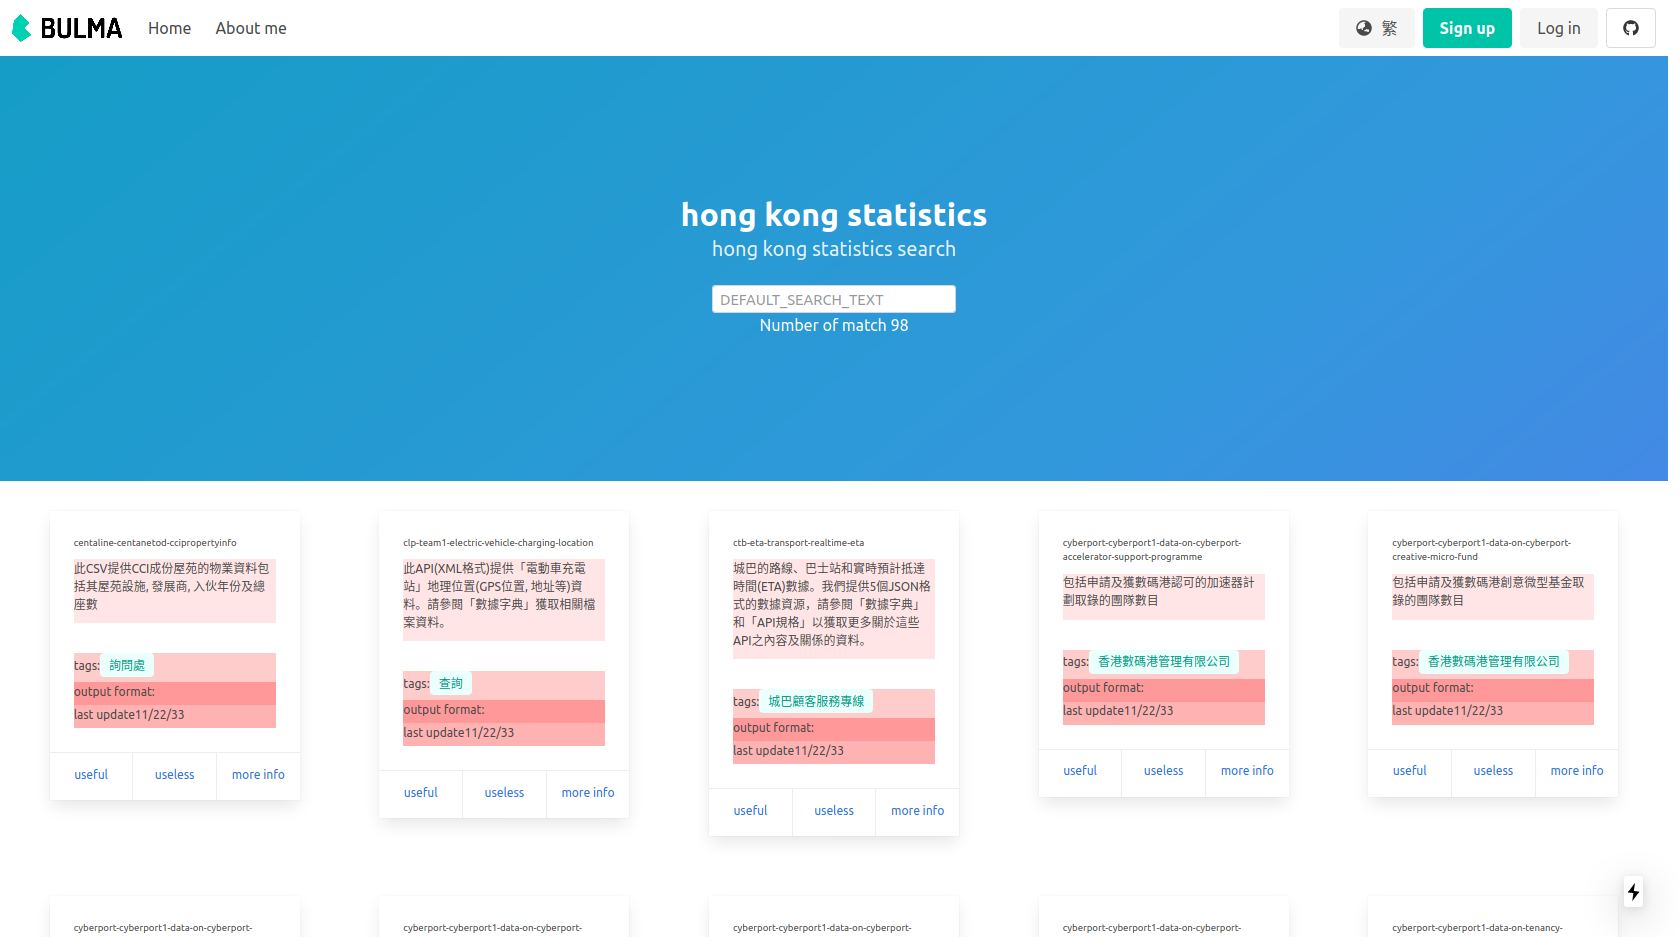 BULMA
Home
About me
繁
Sign up
Log in
hong kong statistics
hong kong statistics search
DEFAULT_SEARCH_TEXT
Number of match 98
centaline-centanetod-ccipropertyinfo
此CSV提供CCI成份屋苑的物業資料包
括其屋苑設施, 發展商, 入伙年份及總
座數
tags: 詢問處
output format:
last update11/22/33
useful
useless
more info
clp-team1-electric-vehicle-charging-location
此API(XML格式)提供「電動車充電
站」地理位置(GPS位置, 地址等)資
料。請參閱「數據字典」獲取相關檔
案資料。
tags: 查詢
output format:
last update11/22/33
useful
useless
more info
ctb-eta-transport-realtime-eta
城巴的路線、巴士站和實時預計抵達
時間(ETA)數據。我們提供5個JSON格
式的數據資源，請參閱「數據字典」
和「API規格」以獲取更多關於這些
API之內容及關係的資料。
tags: 城巴顧客服務專線
output format:
last update11/22/33
useful
useless
more info
cyberport-cyberport1-data-on-cyberport-
accelerator-support-programme
包括申請及獲數碼港認可的加速器計
劃取錄的團隊數目
tags: 香港數碼港管理有限公司
output format:
last update11/22/33
useful
useless
more info
cyberport-cyberport1-data-on-cyberport-
creative-micro-fund
包括申請及獲數碼港創意微型基金取
錄的團隊數目
tags: 香港數碼港管理有限公司
output format:
last update11/22/33
useful
useless
more info
cyberport-cyberport1-data-on-cyberport-
cyberport-cyberport1-data-on-cyberport-
cyberport-cyberport1-data-on-cyberport-
cyberport-cyberport1-data-on-cyberport-
cyberport-cyberport1-data-on-tenancy-